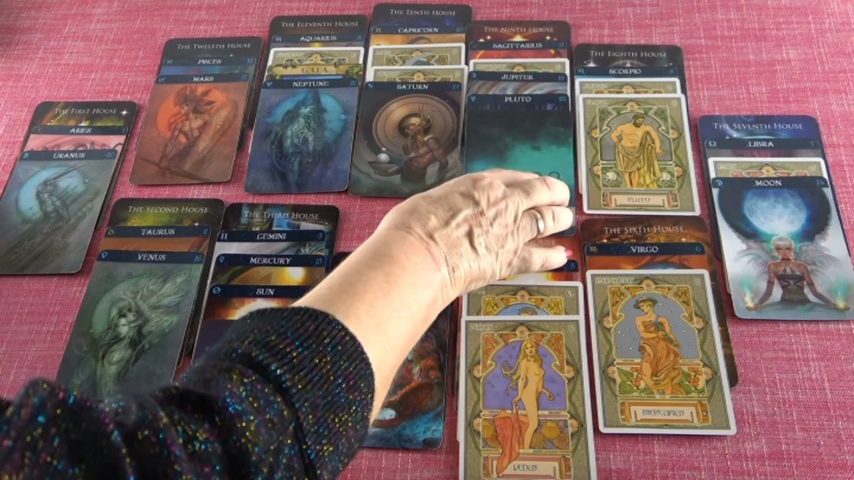 THE TENTH HOUSE
CAPRICORN
SATURN
THE ELEVENTH HOUSE
AQUARIUS
GAEA
NEPTUNE
THE NINTH HOUSE
SAGITTARIUS
JUPITER
PLUTO
THE TWELFTH HOUSE
PISCES
MARS
THE EIGHTH HOUSE
SCORPIO
PLUTO
THE FIRST HOUSE
ARIES
URANUS
THE SEVENTH HOUSE
LIBRA
MOON
THE SECOND HOUSE
TAURUS
VENUS
THE THIRD HOUSE
GEMINI
MERCURY
SUN
THE SIXTH HOUSE
VIRGO
MERCURIUS
VENUS